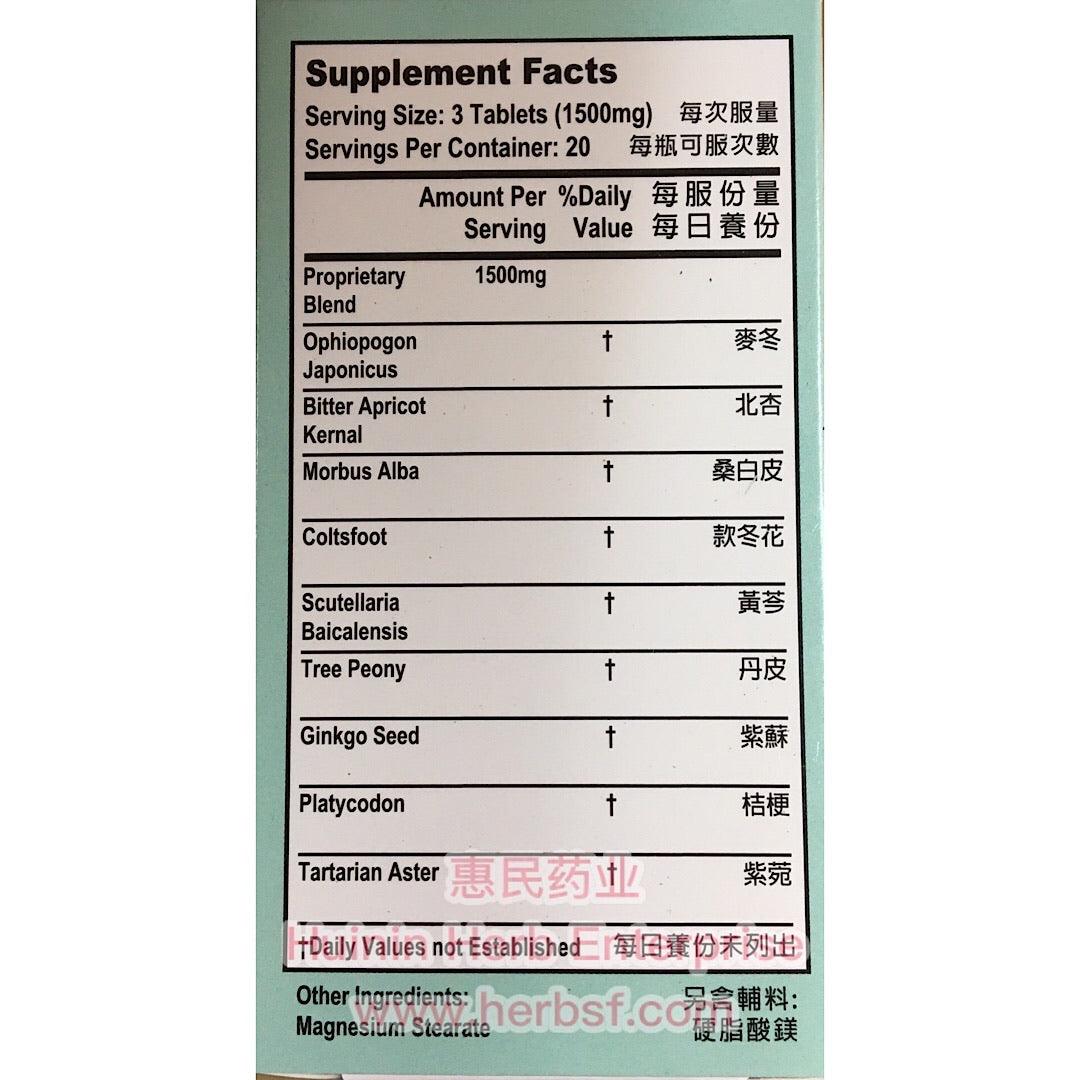 Supplement Facts
Serving Size: 3 Tablets (1500mg) 每次服量
Servings Per Container: 20 每瓶可服次數
Amount Per %Daily 每服份量
Serving Value 每日養份
Proprietary 1500mg
Blend
Ophiopogon † 麥冬
Japonicus
Bitter Apricot † 北杏
Kernal
Morbus Alba † 桑白皮
Coltsfoot † 款冬花
Scutellaria † 黃芩
Baicalensis
Tree Peony † 丹皮
Ginkgo Seed † 紫蘇
Platycodon † 桔梗
Tartarian Aster † 紫菀
惠民药业
†Daily Values not Established 每日養份未列出
Huimin Herb Enterprise
Other Ingredients: 另含輔料:
www.herbsf.com
Magnesium Stearate 硬脂酸鎂